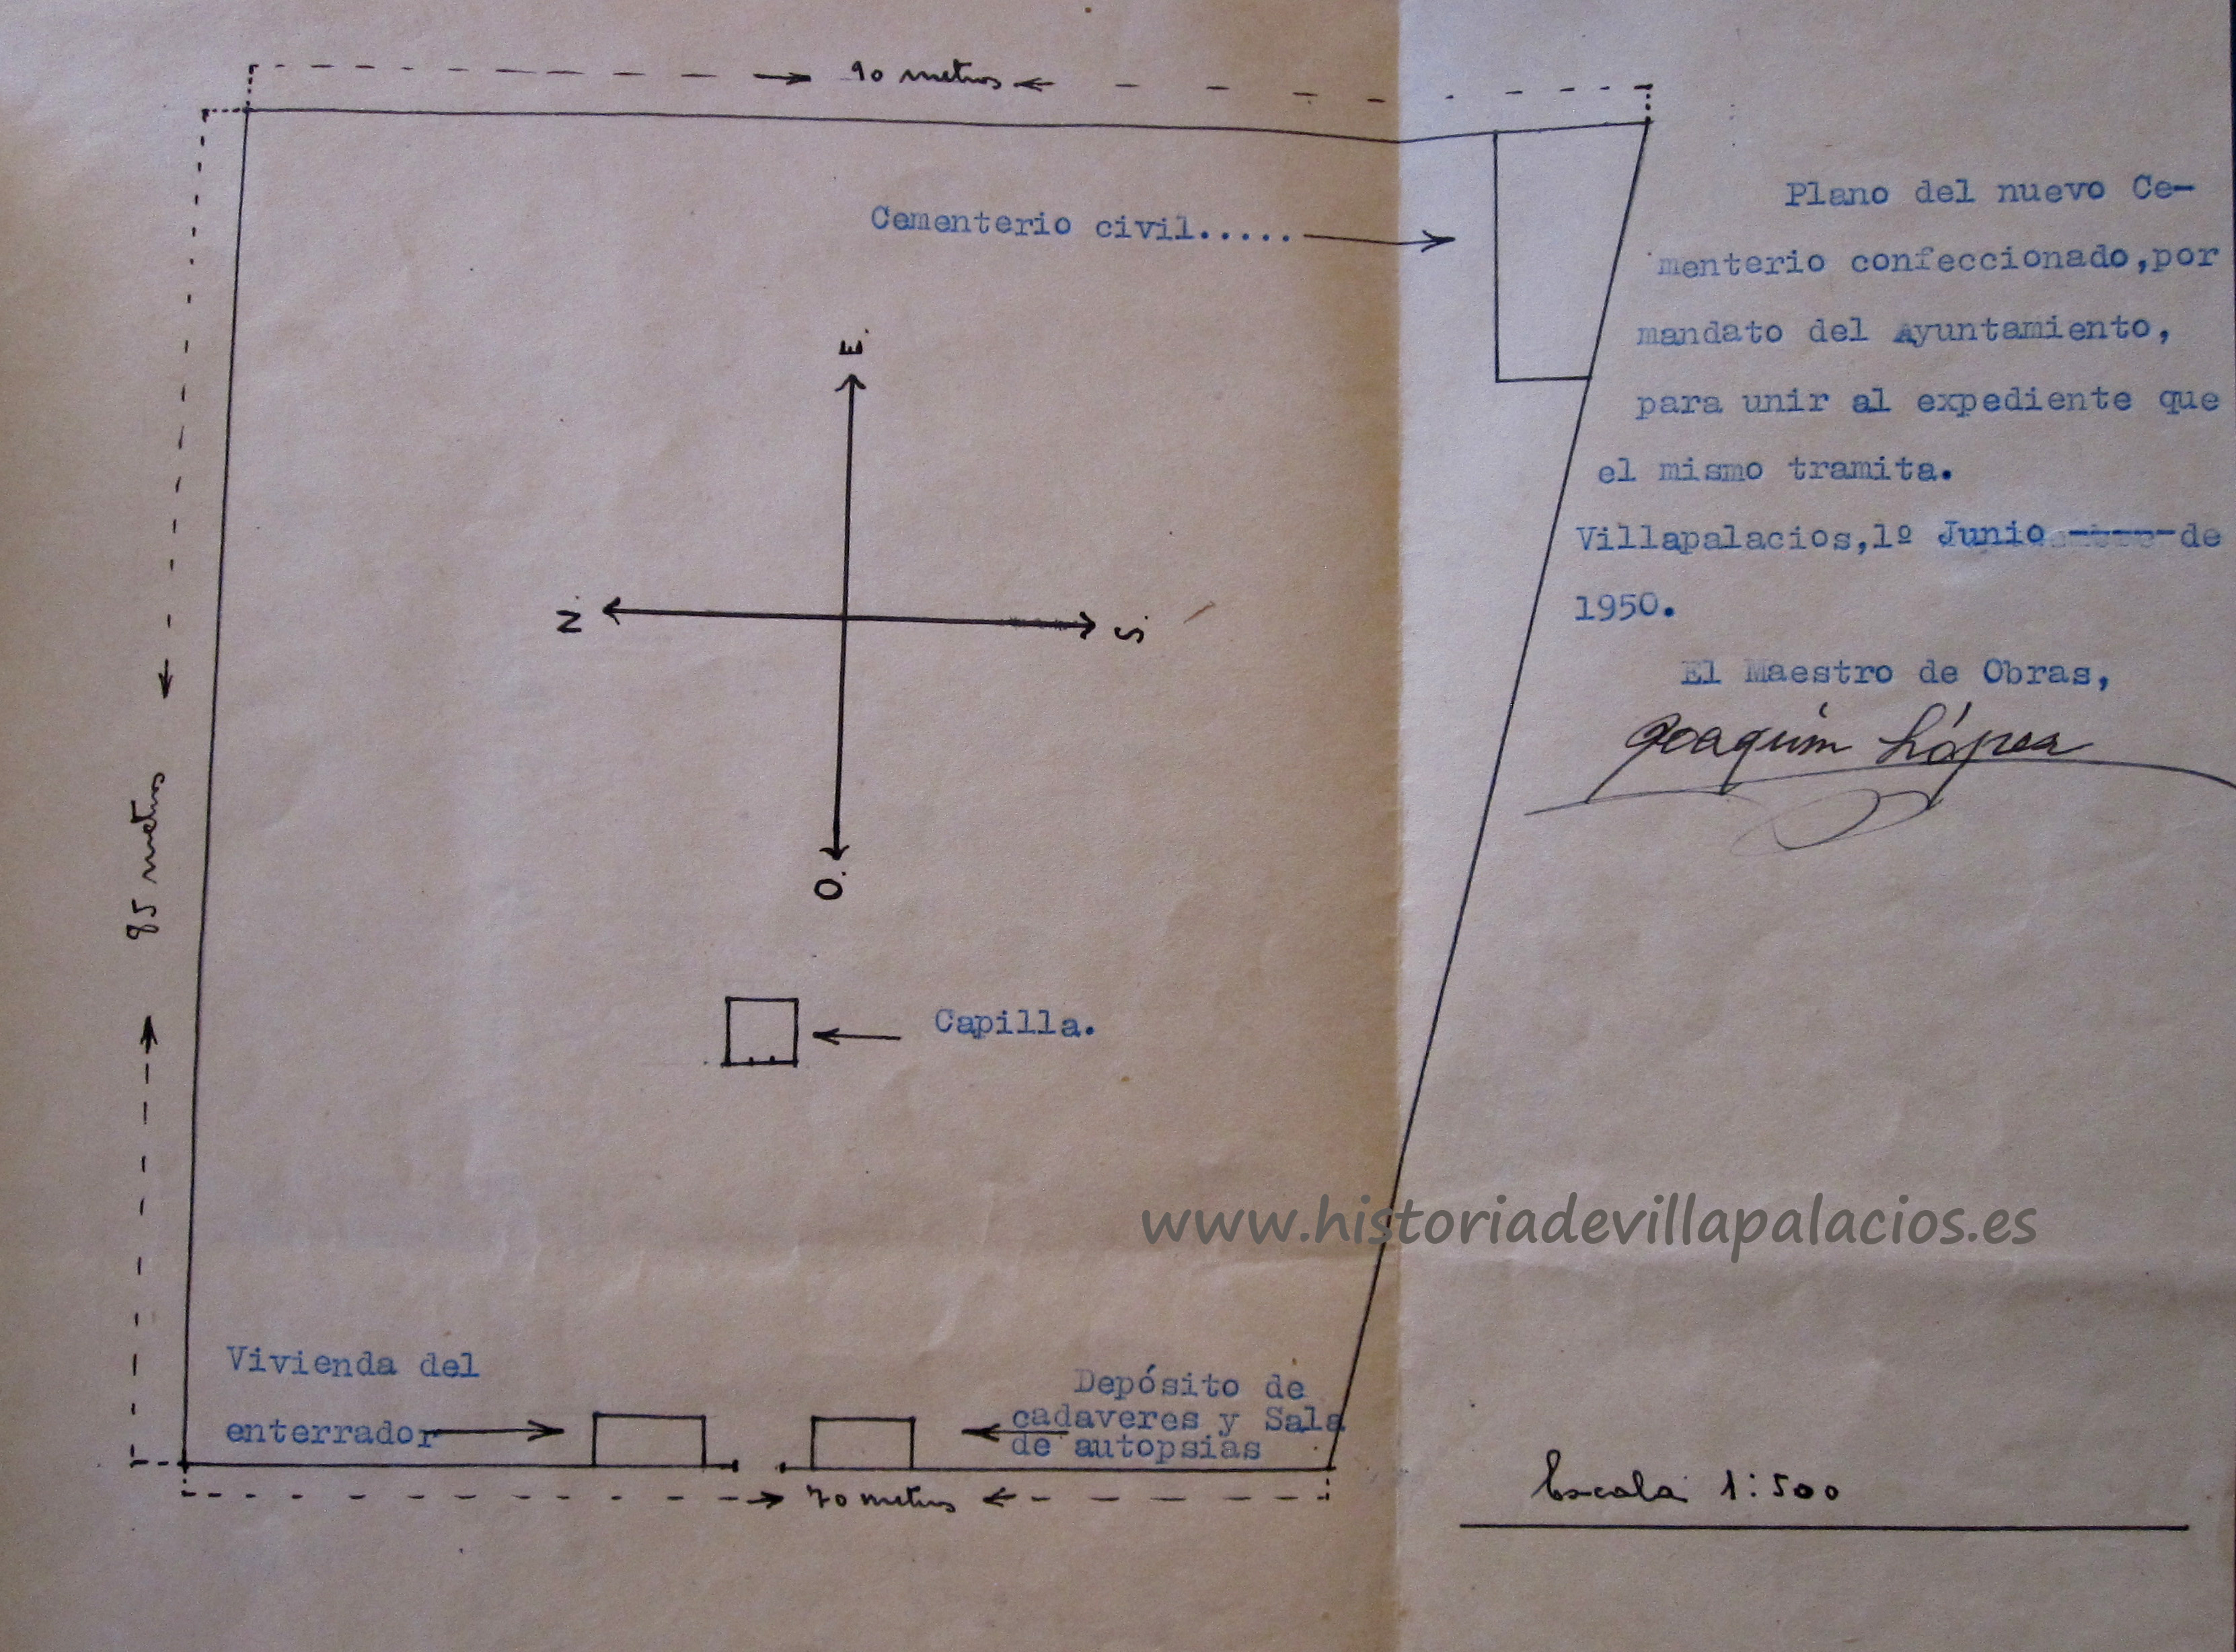 90 metros
Cementerio civil.....
E.
N.
S.
O.
85 metros
Capilla.
Vivienda del
enterrador
Depósito de
cadaveres y Sala
de autopsias
70 metros
Plano del nuevo Ce-
menterio confeccionado,por
mandato del Ayuntamiento,
para unir al expediente que
el mismo tramita.
Villapalacios,1º Junio ------de
1950.
El Maestro de Obras,
Joaquín López
www.historiadevillapalacios.es
Escala 1:500